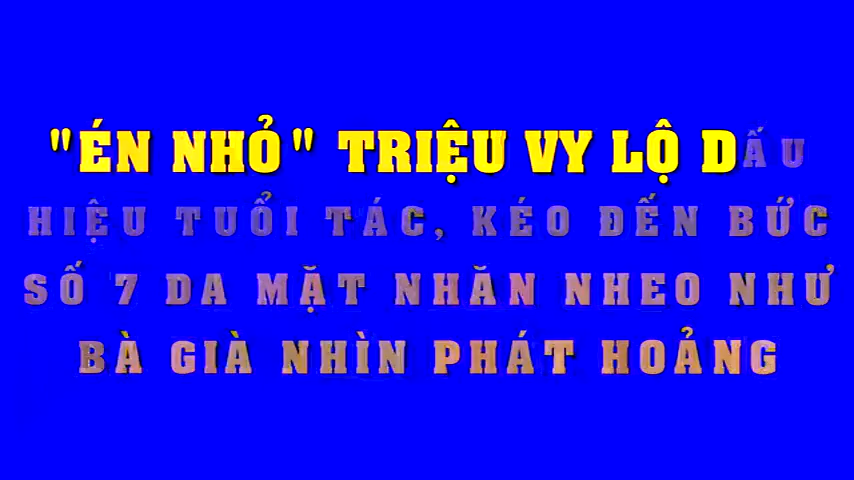 "ÉN NHỎ" TRIỆU VY LỘ DẤU
HIỆU TUỔI TÁC, KÉO ĐẾN BỨC
SỐ 7 DA MẶT NHĂN NHEO NHƯ
BÀ GIÀ NHÌN PHÁT HOẢNG